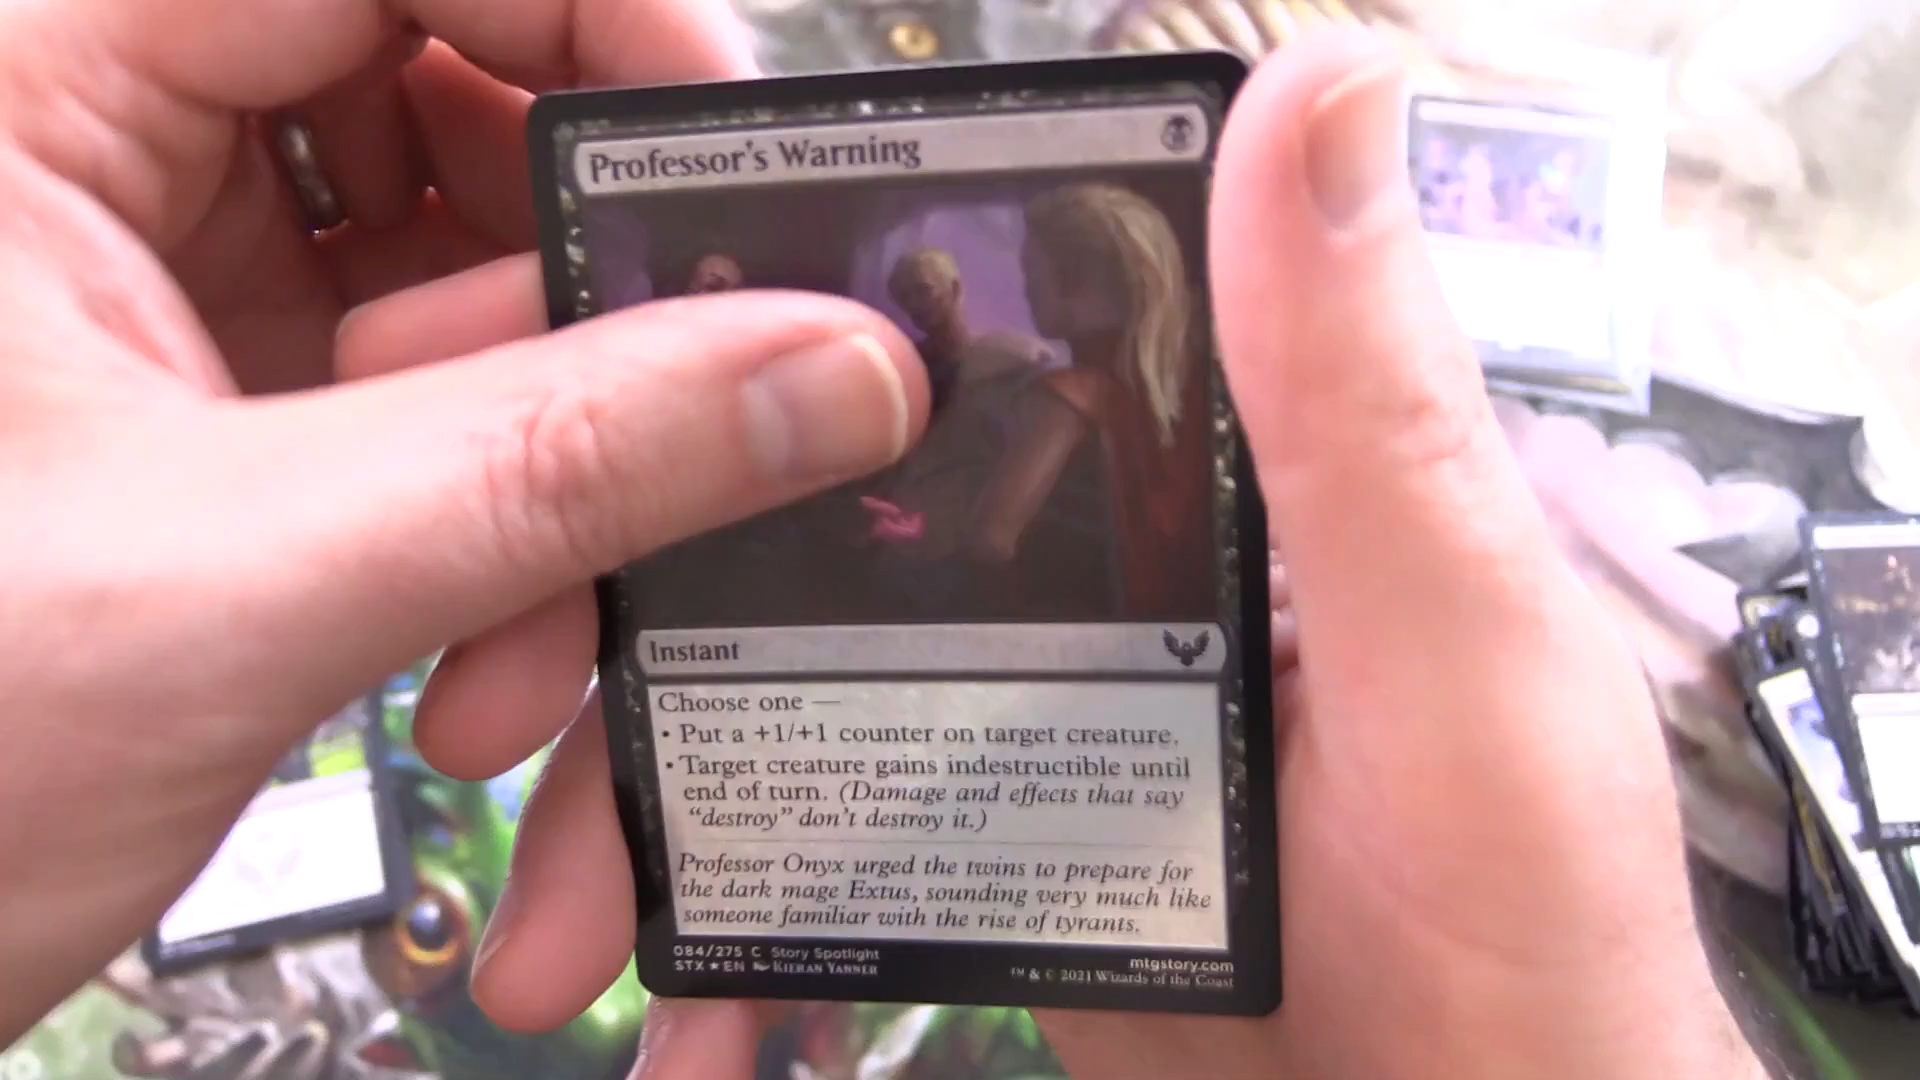 Professor's Warning
Instant
Choose one —
• Put a +1/+1 counter on target creature.
• Target creature gains indestructible until
end of turn. (Damage and effects that say
“destroy” don't destroy it.)
Professor Onyx urged the twins to prepare for
the dark mage Extus, sounding very much like
someone familiar with the rise of tyrants.
084/275 C Story Spotlight
STX ★ EN KIERAN YANNER
mtgstory.com
™ & © 2021 Wizards of the Coast